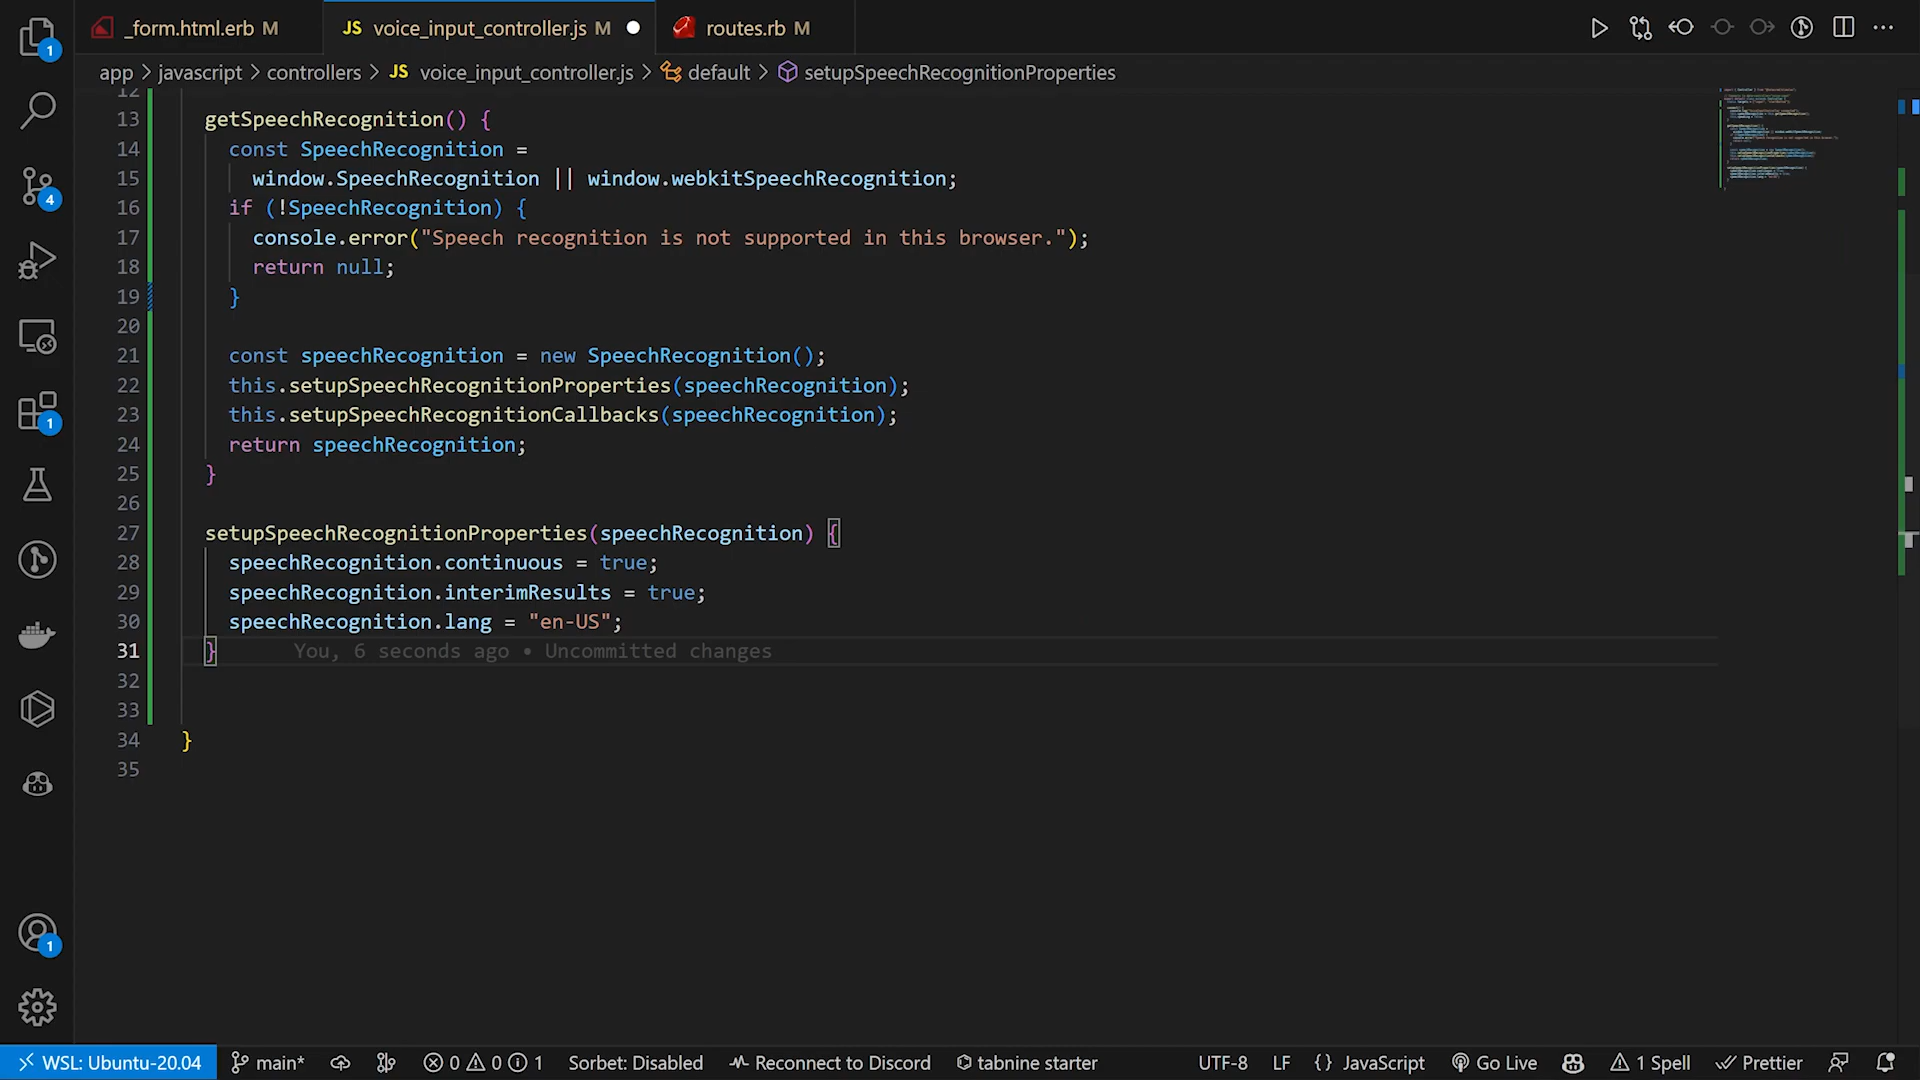 _form.html.erb M
JS voice_input_controller.js M
routes.rb M
app > javascript > controllers > JS voice_input_controller.js > default > setupSpeechRecognitionProperties
12
13 getSpeechRecognition() {
14 const SpeechRecognition =
15 window.SpeechRecognition || window.webkitSpeechRecognition;
16 if (!SpeechRecognition) {
17 console.error("Speech recognition is not supported in this browser.");
18 return null;
19 }
20
21 const speechRecognition = new SpeechRecognition();
22 this.setupSpeechRecognitionProperties(speechRecognition);
23 this.setupSpeechRecognitionCallbacks(speechRecognition);
24 return speechRecognition;
25 }
26
27 setupSpeechRecognitionProperties(speechRecognition) {
28 speechRecognition.continuous = true;
29 speechRecognition.interimResults = true;
30 speechRecognition.lang = "en-US";
31 } You, 6 seconds ago • Uncommitted changes
32
33
34 }
35
1
4
1
1
WSL: Ubuntu-20.04 main* 0 0 1 Sorbet: Disabled Reconnect to Discord tabnine starter UTF-8 LF {} JavaScript Go Live 1 Spell Prettier